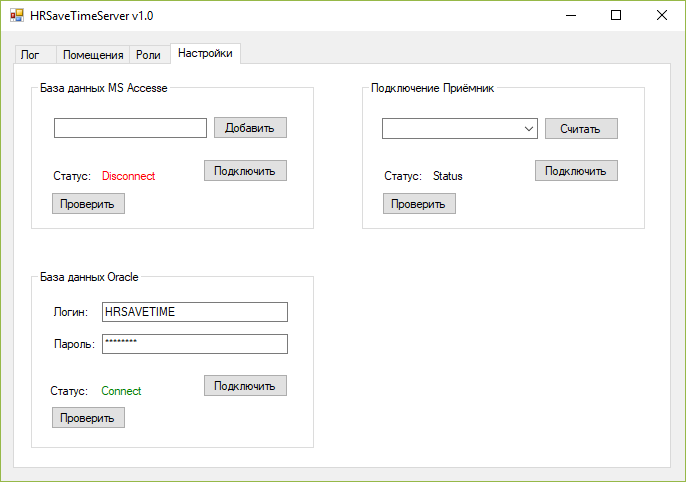 HRSaveTimeServer v1.0
Лог Помещения Роли Настройки
База данных MS Accesse
Добавить
Статус: Disconnect Подключить
Проверить
Подключение Приёмник
Считать
Статус: Status Подключить
Проверить
База данных Oracle
Логин: HRSAVETIME
Пароль: ********
Статус: Connect Подключить
Проверить